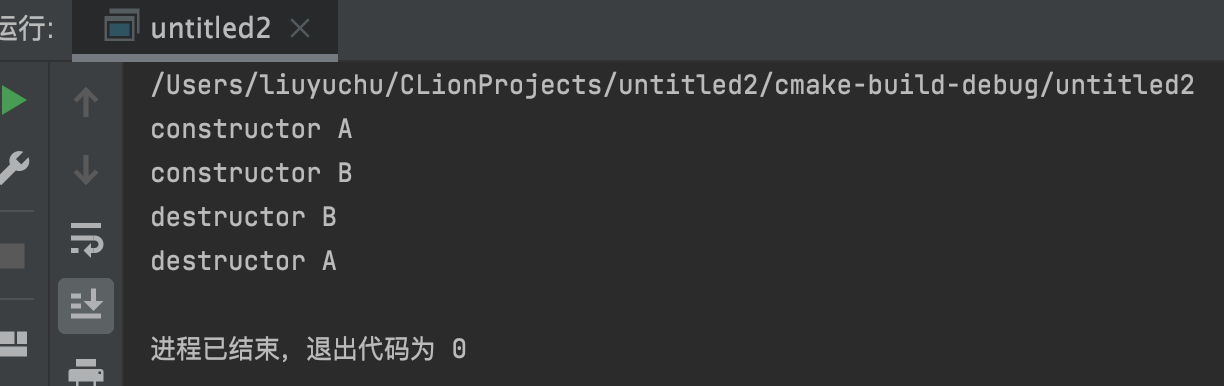 运行:
untitled2
/Users/liuyuchu/CLionProjects/untitled2/cmake-build-debug/untitled2
constructor A
constructor B
destructor B
destructor A
进程已结束，退出代码为 0